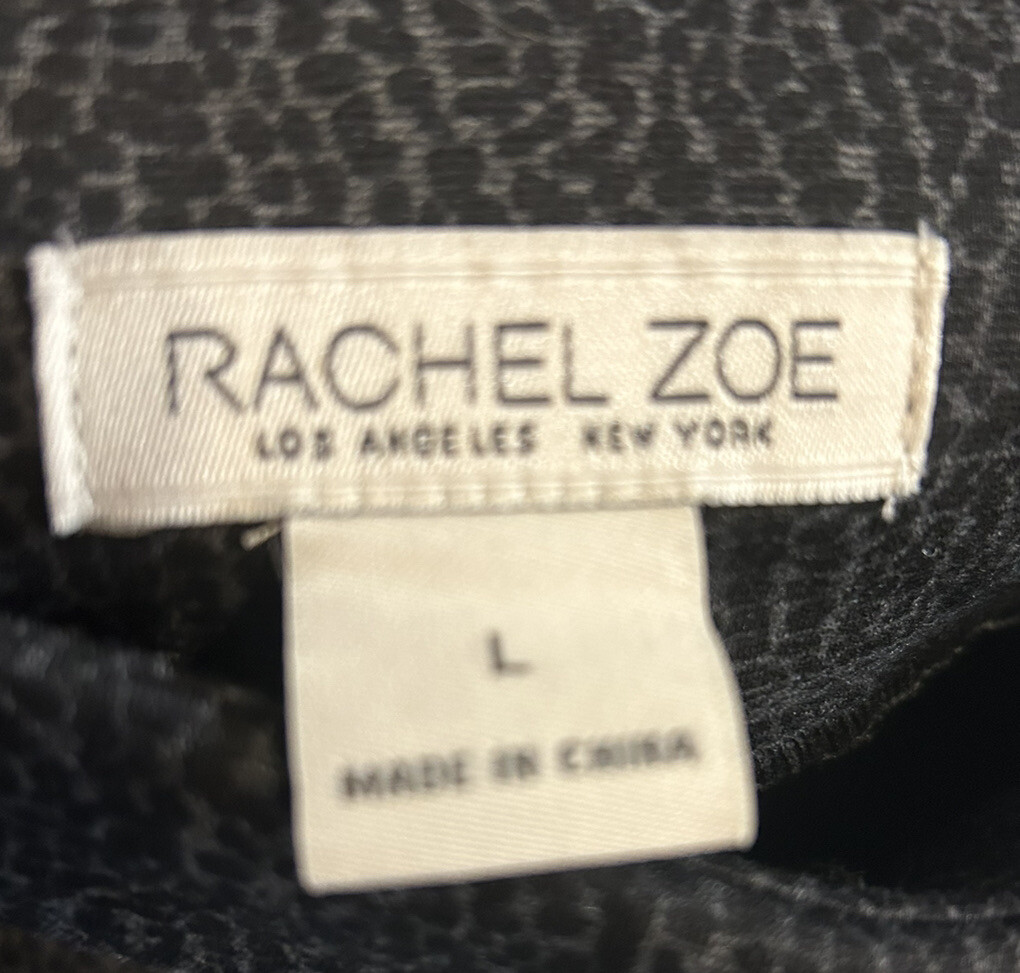 RACHEL ZOE
LOS ANGELES NEW YORK
L
MADE IN CHINA